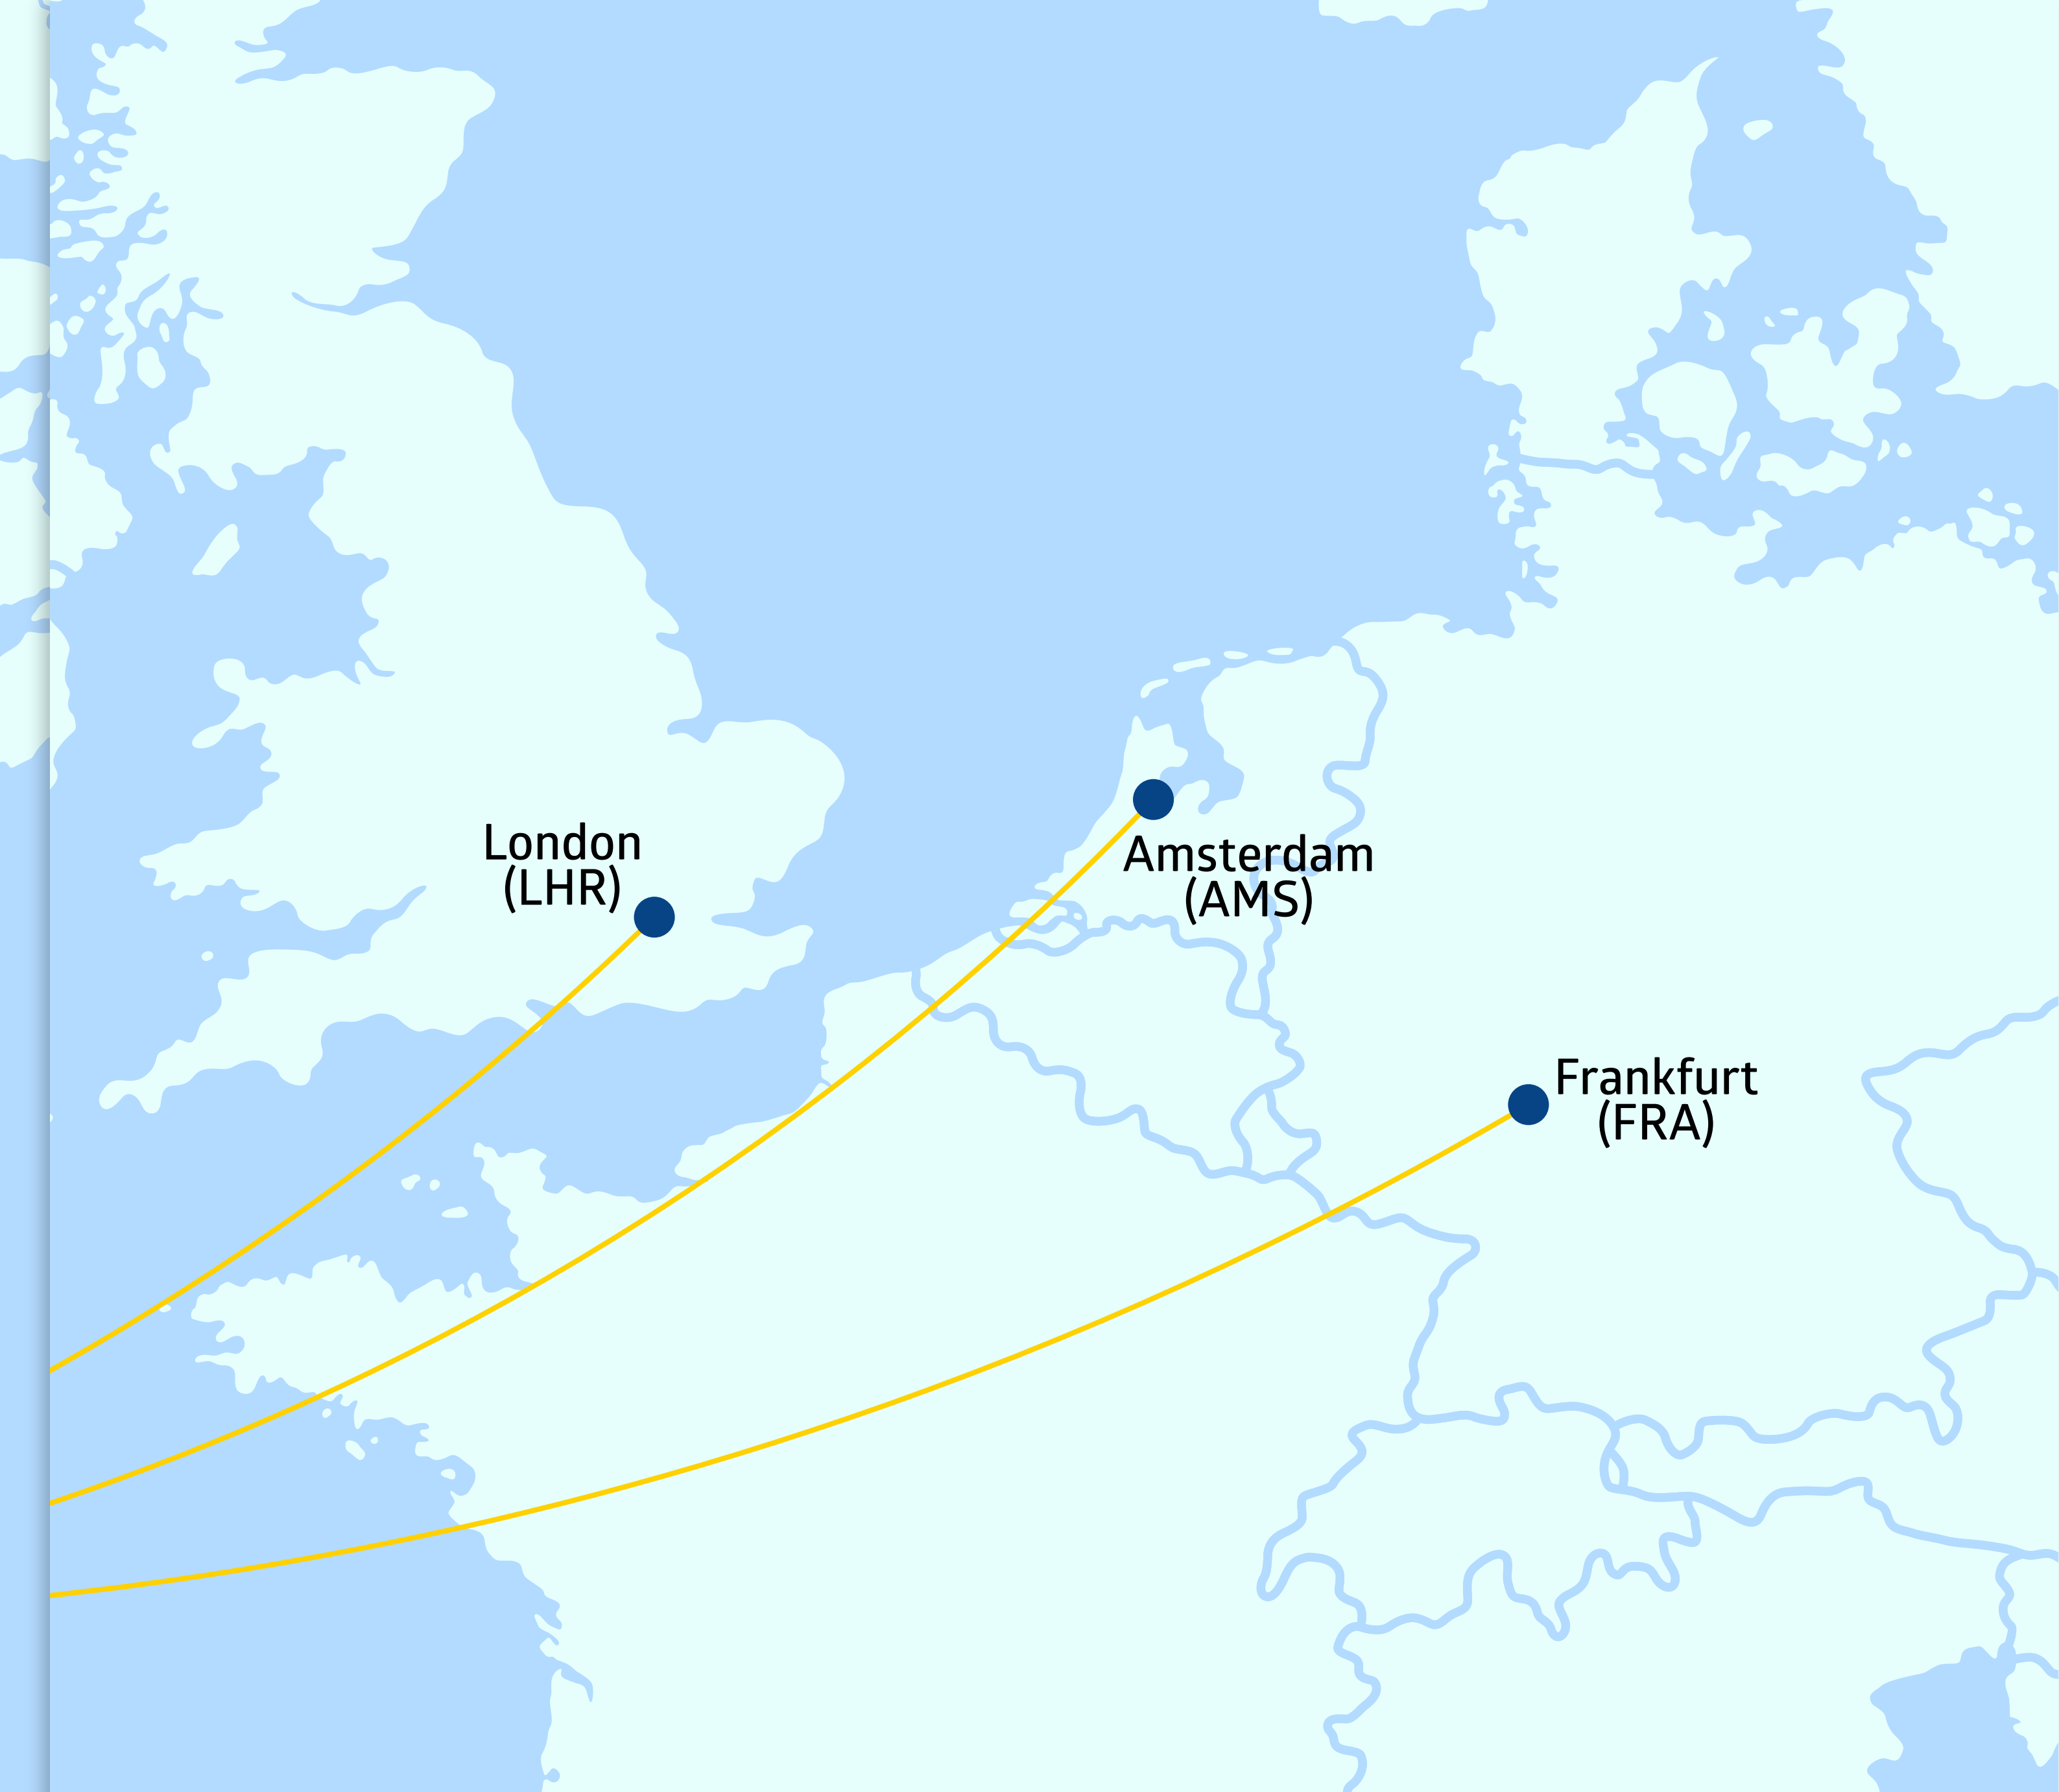 London
(LHR)
Amsterdam
(AMS)
Frankfurt
(FRA)